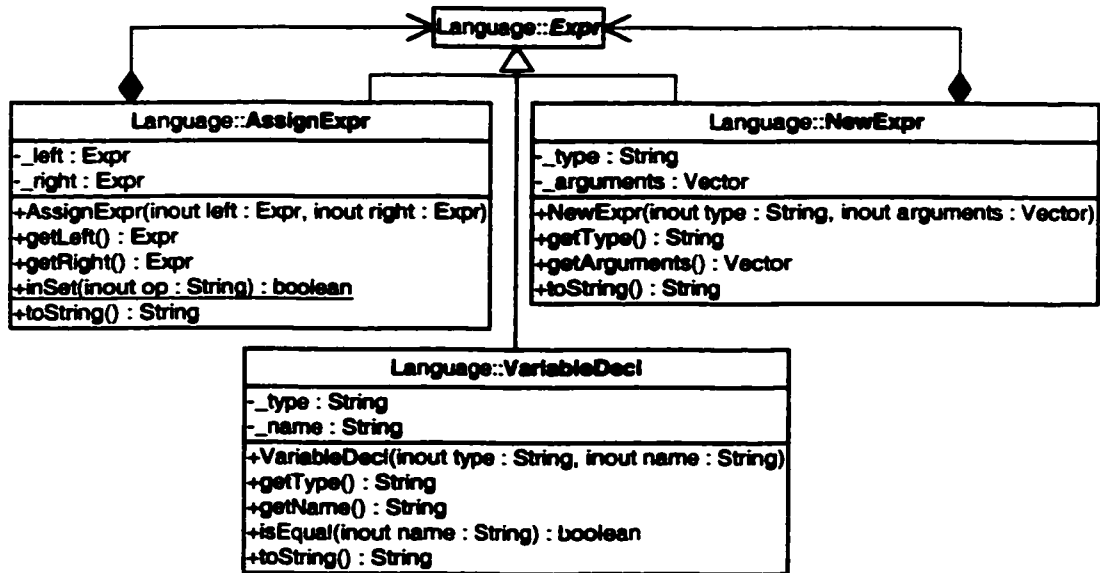 Language::Expr
Language::AssignExpr
-_left : Expr
-_right : Expr
+AssignExpr(inout left : Expr, inout right : Expr)
+getLeft() : Expr
+getRight() : Expr
+inSet(inout op : String) : boolean
+toString() : String
Language::NewExpr
-_type : String
-_arguments : Vector
+NewExpr(inout type : String, inout arguments : Vector)
+getType() : String
+getArguments() : Vector
+toString() : String
Language::VariableDecl
-_type : String
-_name : String
+VariableDecl(inout type : String, inout name : String)
+getType() : String
+getName() : String
+isEqual(inout name : String) : boolean
+toString() : String